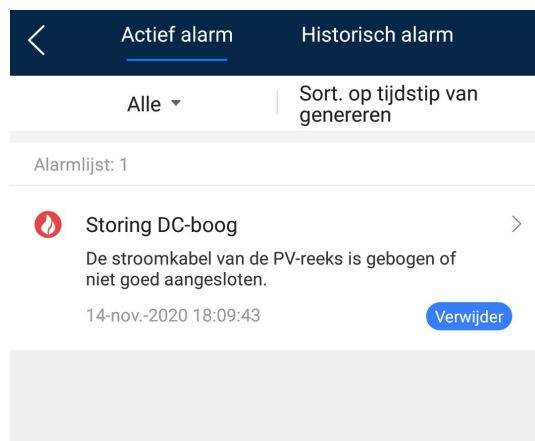 Actief alarm Historisch alarm
Alle Sort. op tijdstip van
genereren
Alarmlijst: 1
Storing DC-boog
De stroomkabel van de PV-reeks is gebogen of
niet goed aangesloten.
14-nov.-2020 18:09:43 Verwijder